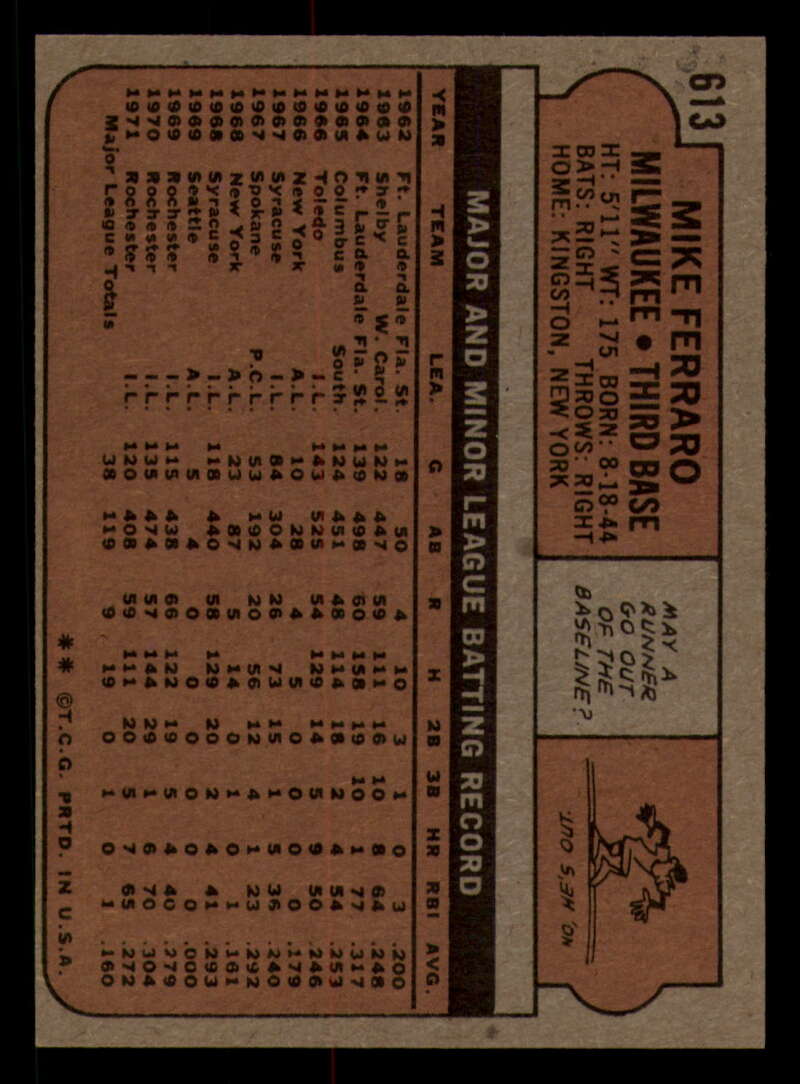 613
MIKE FERRARO
MILWAUKEE • THIRD BASE
HT: 5'11" WT: 175 BORN: 8-18-44
BATS: RIGHT THROWS: RIGHT
HOME: KINGSTON, NEW YORK
MAY A
RUNNER
GO OUT
OF THE
BASELINE?
NO, HE'S OUT.
MAJOR AND MINOR LEAGUE BATTING RECORD
YEAR TEAM LEA. G AB R H 2B 3B HR RBI AVG.
1962 Ft. Lauderdale Fla. St. 18 50 4 10 3 1 0 3 .200
1963 Shelby W. Carol. 122 447 59 111 16 10 8 64 .248
1964 Ft. Lauderdale Fla. St. 139 498 60 158 19 10 1 77 .317
1965 Columbus South. 124 451 48 114 18 2 4 54 .253
1966 Toledo I.L. 143 525 54 129 14 5 9 50 .246
1966 New York A.L. 10 28 4 5 0 0 0 0 .179
1967 Syracuse I.L. 84 304 26 73 15 1 5 36 .240
1967 Spokane P.C.L. 53 192 20 56 12 4 1 23 .292
1968 New York A.L. 23 87 5 14 0 1 0 1 .161
1968 Syracuse I.L. 118 440 58 129 20 2 4 41 .293
1969 Seattle A.L. 5 4 0 0 0 0 0 0 .000
1969 Rochester I.L. 115 438 66 122 19 5 4 40 .279
1970 Rochester I.L. 135 474 57 144 29 1 6 70 .304
1971 Rochester I.L. 120 408 59 111 20 5 7 65 .272
Major League Totals 38 119 9 19 0 1 0 1 .160
** ©T.C.G. PRTD. IN U.S.A.